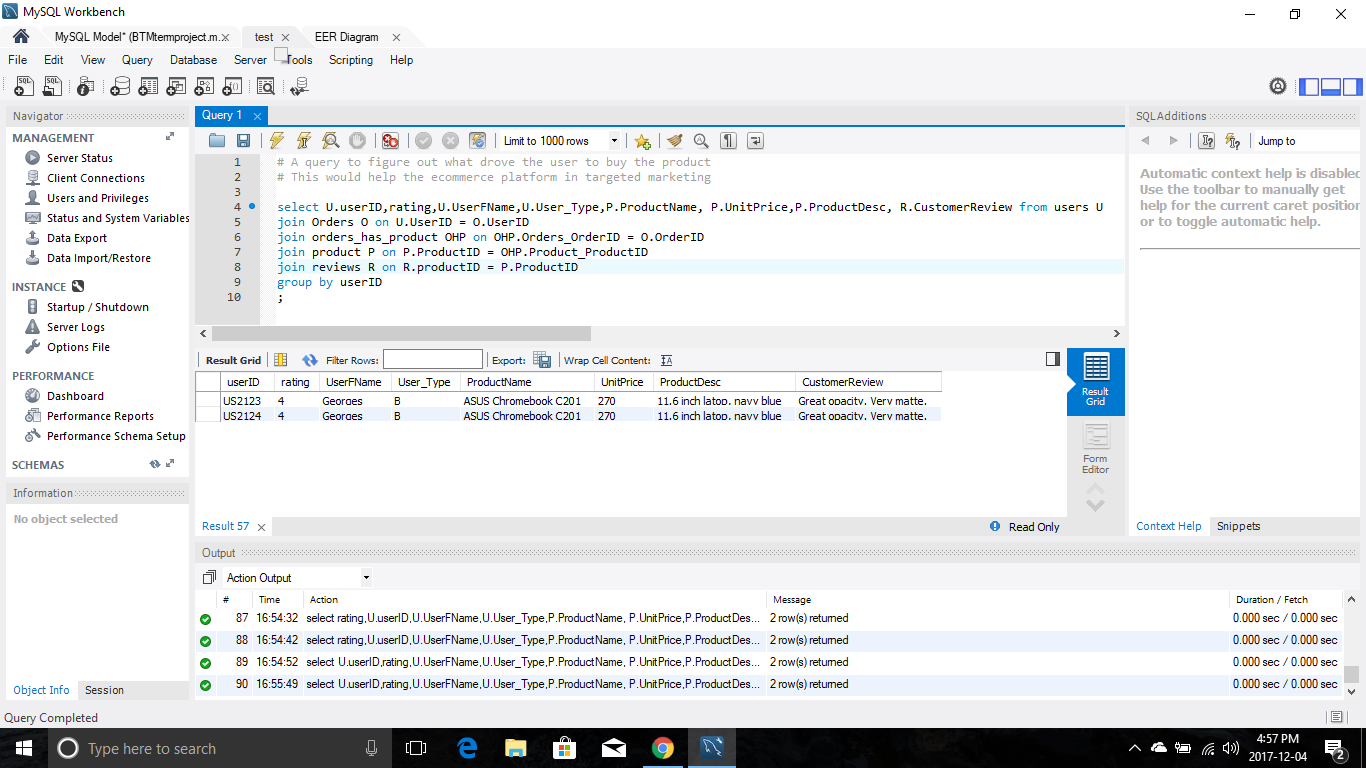 MySQL Workbench
MySQL Model* (BTMtermproject.m... test EER Diagram
File Edit View Query Database Server Tools Scripting Help
Navigator
MANAGEMENT
Server Status
Client Connections
Users and Privileges
Status and System Variables
Data Export
Data Import/Restore
INSTANCE
Startup / Shutdown
Server Logs
Options File
PERFORMANCE
Dashboard
Performance Reports
Performance Schema Setup
SCHEMAS
Information
No object selected
Object Info Session
Query 1
Limit to 1000 rows
1 # A query to figure out what drove the user to buy the product
2 # This would help the ecommerce platform in targeted marketing
3
4 select U.userID,rating,U.UserFName,U.User_Type,P.ProductName, P.UnitPrice,P.ProductDesc, R.CustomerReview from users U
5 join Orders O on U.UserID = O.UserID
6 join orders_has_product OHP on OHP.Orders_OrderID = O.OrderID
7 join product P on P.ProductID = OHP.Product_ProductID
8 join reviews R on R.productID = P.ProductID
9 group by userID
10 ;
Result Grid Filter Rows: Export: Wrap Cell Content:
userID rating UserFName User_Type ProductName UnitPrice ProductDesc CustomerReview
US2123 4 Georges B ASUS Chromebook C201 270 11.6 inch latop, navy blue Great opacity. Very matte.
US2124 4 Georges B ASUS Chromebook C201 270 11.6 inch latop, navy blue Great opacity. Very matte.
Result
Grid
Form
Editor
Result 57 Read Only
SQLAdditions
Jump to
Automatic context help is disabled
Use the toolbar to manually get
help for the current caret position
or to toggle automatic help.
Context Help Snippets
Output
Action Output
# Time Action Message Duration / Fetch
87 16:54:32 select rating,U.userID,U.UserFName,U.User_Type,P.ProductName, P.UnitPrice,P.ProductDes... 2 row(s) returned 0.000 sec / 0.000 sec
88 16:54:42 select rating,U.userID,U.UserFName,U.User_Type,P.ProductName, P.UnitPrice,P.ProductDes... 2 row(s) returned 0.000 sec / 0.000 sec
89 16:54:52 select U.userID,rating,U.UserFName,U.User_Type,P.ProductName, P.UnitPrice,P.ProductDes... 2 row(s) returned 0.000 sec / 0.000 sec
90 16:55:49 select U.userID,rating,U.UserFName,U.User_Type,P.ProductName, P.UnitPrice,P.ProductDes... 2 row(s) returned 0.000 sec / 0.000 sec
Query Completed
Type here to search
4:57 PM
2017-12-04
2